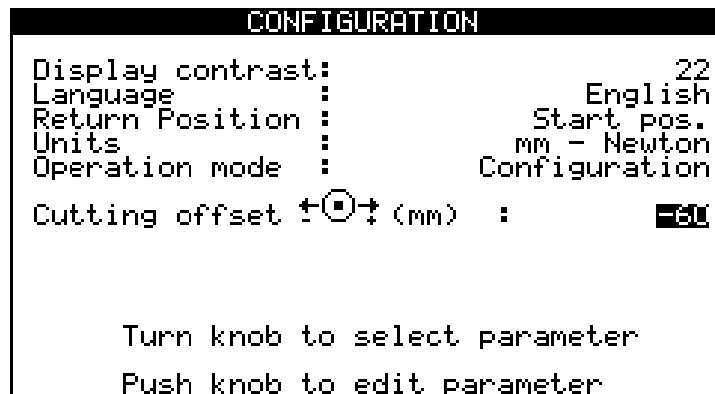 CONFIGURATION
Display contrast: 22
Language : English
Return Position : Start pos.
Units : mm - Newton
Operation mode : Configuration
Cutting offset - + (mm) : -60
Turn knob to select parameter
Push knob to edit parameter